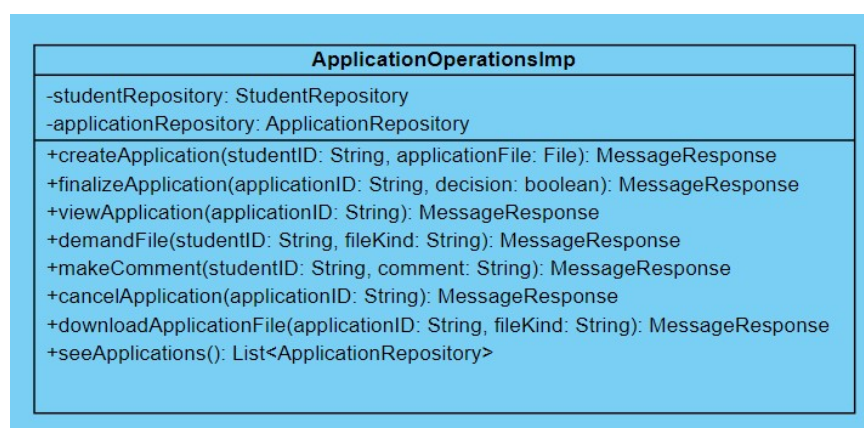 ApplicationOperationsImp
-studentRepository: StudentRepository
-applicationRepository: ApplicationRepository
+createApplication(studentID: String, applicationFile: File): MessageResponse
+finalizeApplication(applicationID: String, decision: boolean): MessageResponse
+viewApplication(applicationID: String): MessageResponse
+demandFile(studentID: String, fileKind: String): MessageResponse
+makeComment(studentID: String, comment: String): MessageResponse
+cancelApplication(applicationID: String): MessageResponse
+downloadApplicationFile(applicationID: String, fileKind: String): MessageResponse
+seeApplications(): List<ApplicationRepository>